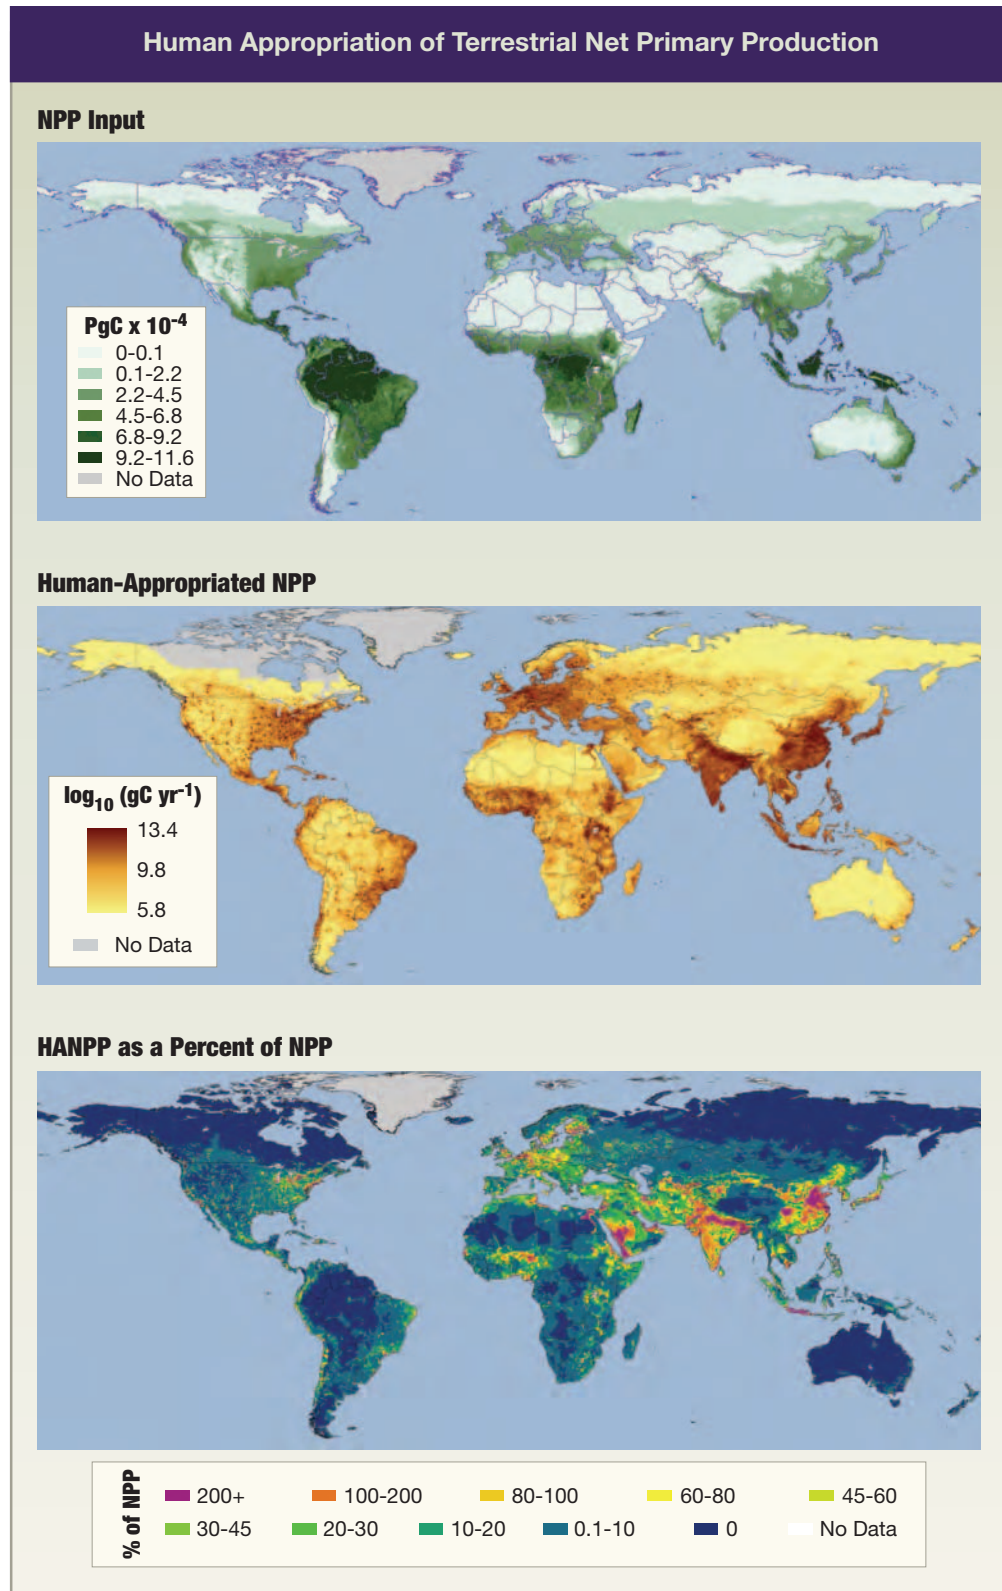 Human Appropriation of Terrestrial Net Primary Production
NPP Input
PgC x 10⁻⁴
0-0.1
0.1-2.2
2.2-4.5
4.5-6.8
6.8-9.2
9.2-11.6
No Data
Human-Appropriated NPP
log₁₀ (gC yr⁻¹)
13.4
9.8
5.8
No Data
HANPP as a Percent of NPP
% of NPP
200+ 100-200 80-100 60-80 45-60
30-45 20-30 10-20 0.1-10 0 No Data